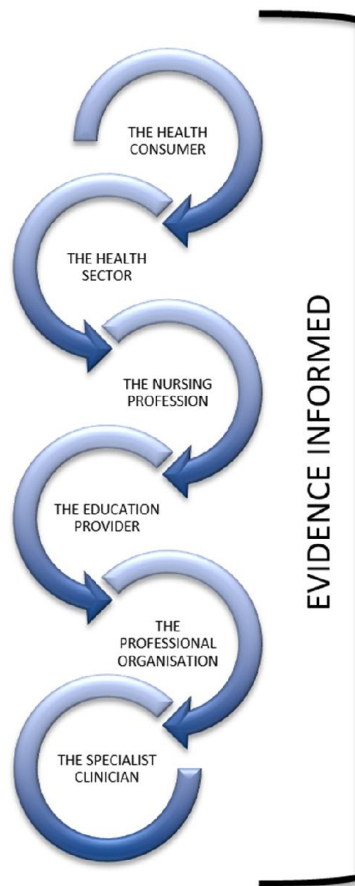 THE HEALTH
CONSUMER
THE HEALTH
SECTOR
THE NURSING
PROFESSION
THE EDUCATION
PROVIDER
THE
PROFESSIONAL
ORGANISATION
THE SPECIALIST
CLINICIAN
EVIDENCE INFORMED